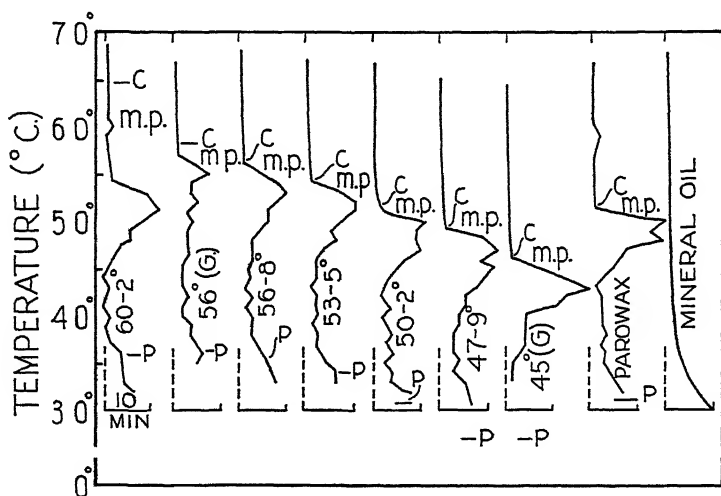 TEMPERATURE (°C.)
70°
60°
50°
40°
30°
0°
-C
m.p.
60-2°
-P
10
MIN
-C
m.p.
56°(G)
-P
C
m.p.
56-8°
P
C
m.p
53-5°
-P
C
m.p.
50-2°
P
C
m.p.
47-9°
-P
C
m.p.
45°(G)
-P
C
m.p.
PAROWAX
P
MINERAL OIL